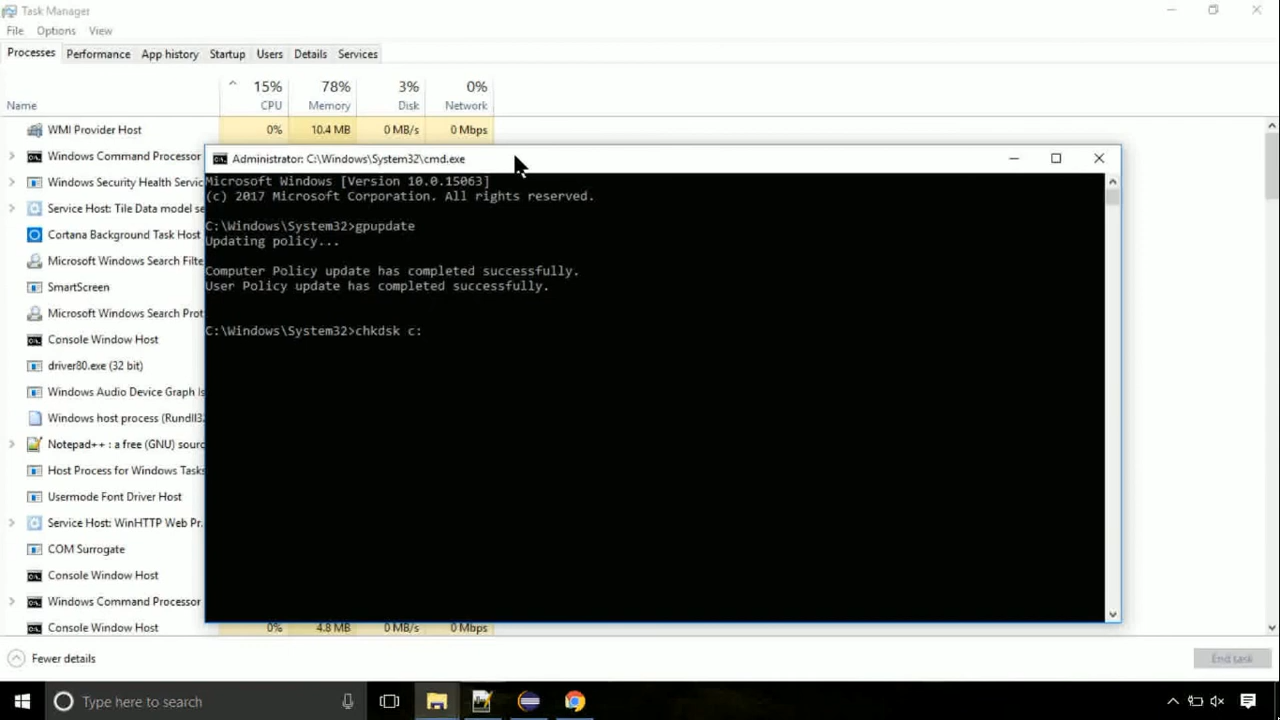 Task Manager
File Options View
Processes Performance App history Startup Users Details Services
15% 78% 3% 0%
Name CPU Memory Disk Network
WMI Provider Host 0% 10.4 MB 0 MB/s 0 Mbps
Windows Command Processor
Windows Security Health Servic
Service Host: Tile Data model se
Cortana Background Task Host
Microsoft Windows Search Filte
SmartScreen
Microsoft Windows Search Prot
Console Window Host
driver80.exe (32 bit)
Windows Audio Device Graph Is
Windows host process (Rundll32
Notepad++ : a free (GNU) sourc
Host Process for Windows Tasks
Usermode Font Driver Host
Service Host: WinHTTP Web Pr.
COM Surrogate
Console Window Host
Windows Command Processor
Console Window Host 0% 4.8 MB 0 MB/s 0 Mbps
Administrator: C:\Windows\System32\cmd.exe
Microsoft Windows [Version 10.0.15063]
(c) 2017 Microsoft Corporation. All rights reserved.
C:\Windows\System32>gpupdate
Updating policy...
Computer Policy update has completed successfully.
User Policy update has completed successfully.
C:\Windows\System32>chkdsk c:
Fewer details
End task
Type here to search